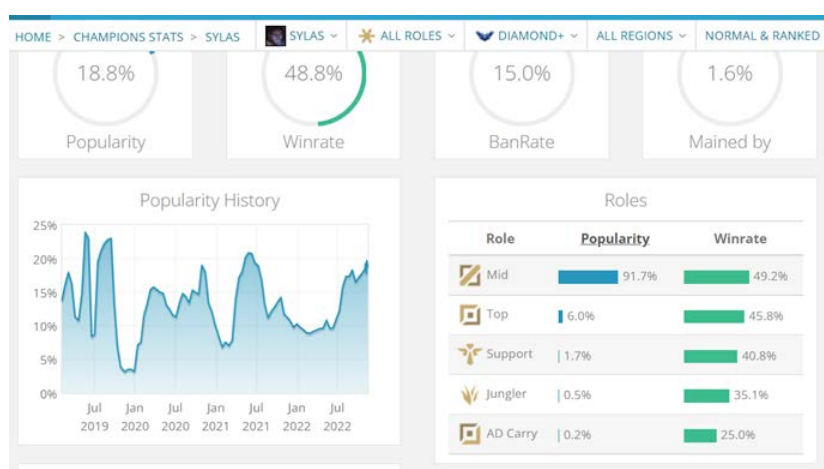 HOME > CHAMPIONS STATS > SYLAS SYLAS ALL ROLES DIAMOND+ ALL REGIONS NORMAL & RANKED
18.8% 48.8% 15.0% 1.6%
Popularity Winrate BanRate Mained by
Popularity History
25%
20%
15%
10%
5%
0%
Jul Jan Jul Jan Jul Jan Jul
2019 2020 2020 2021 2021 2022 2022
Roles
Role Popularity Winrate
Mid 91.7% 49.2%
Top 6.0% 45.8%
Support 1.7% 40.8%
Jungler 0.5% 35.1%
AD Carry 0.2% 25.0%